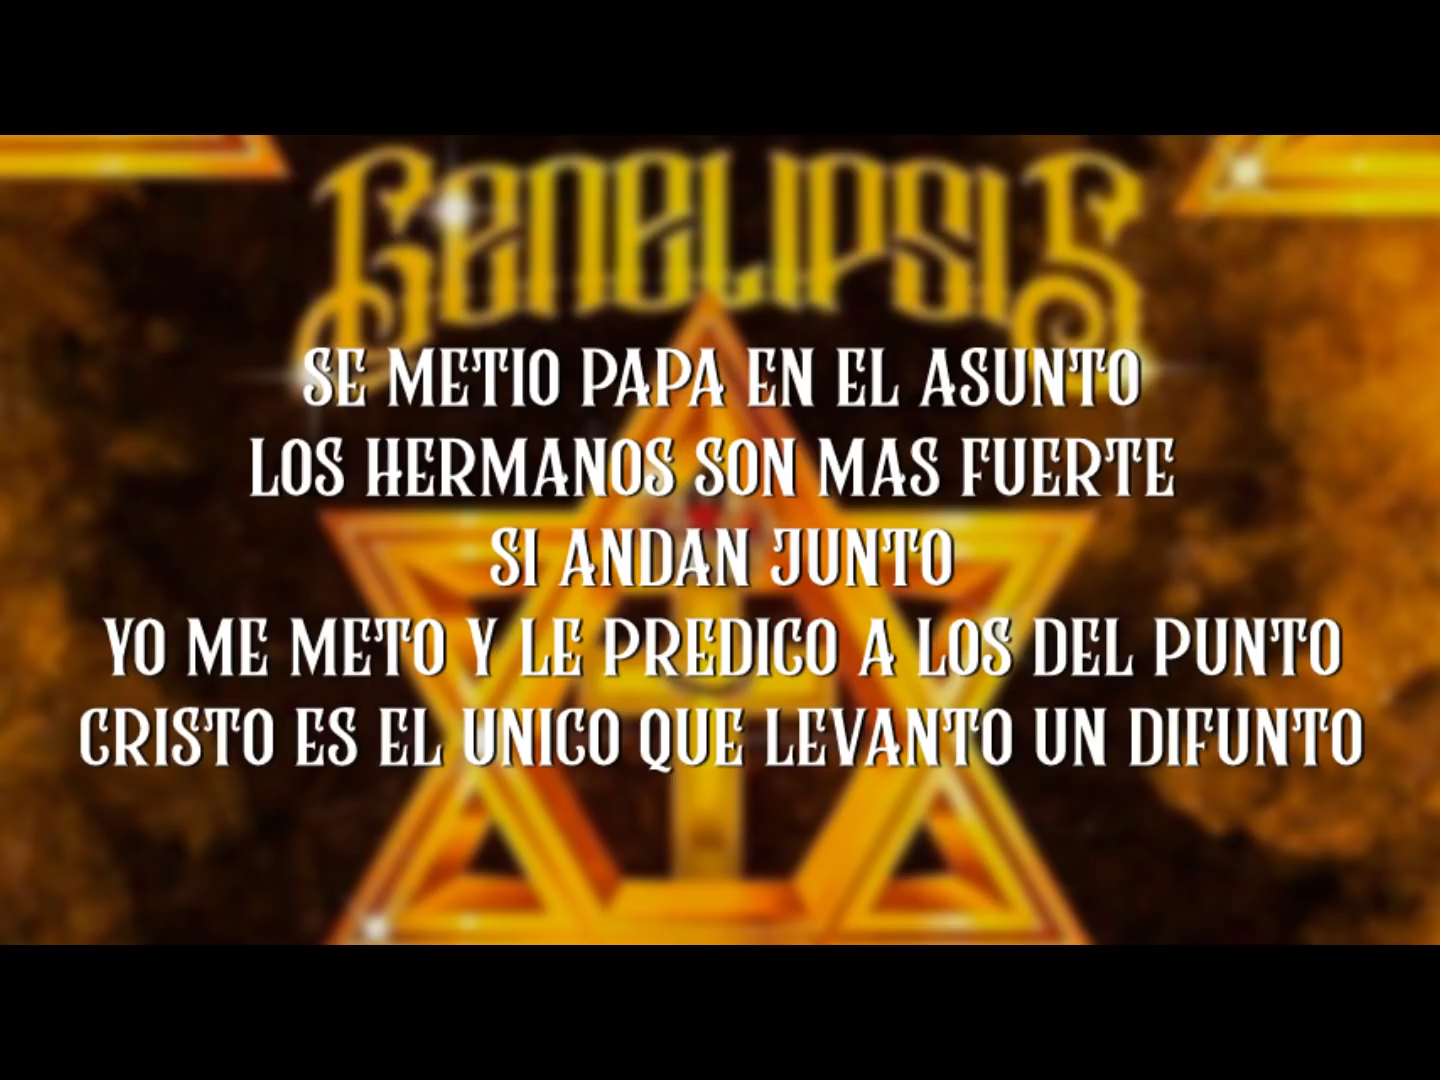 GENELIPSIS
SE METIO PAPA EN EL ASUNTO
LOS HERMANOS SON MAS FUERTE
SI ANDAN JUNTO
YO ME METO Y LE PREDICO A LOS DEL PUNTO
CRISTO ES EL UNICO QUE LEVANTO UN DIFUNTO